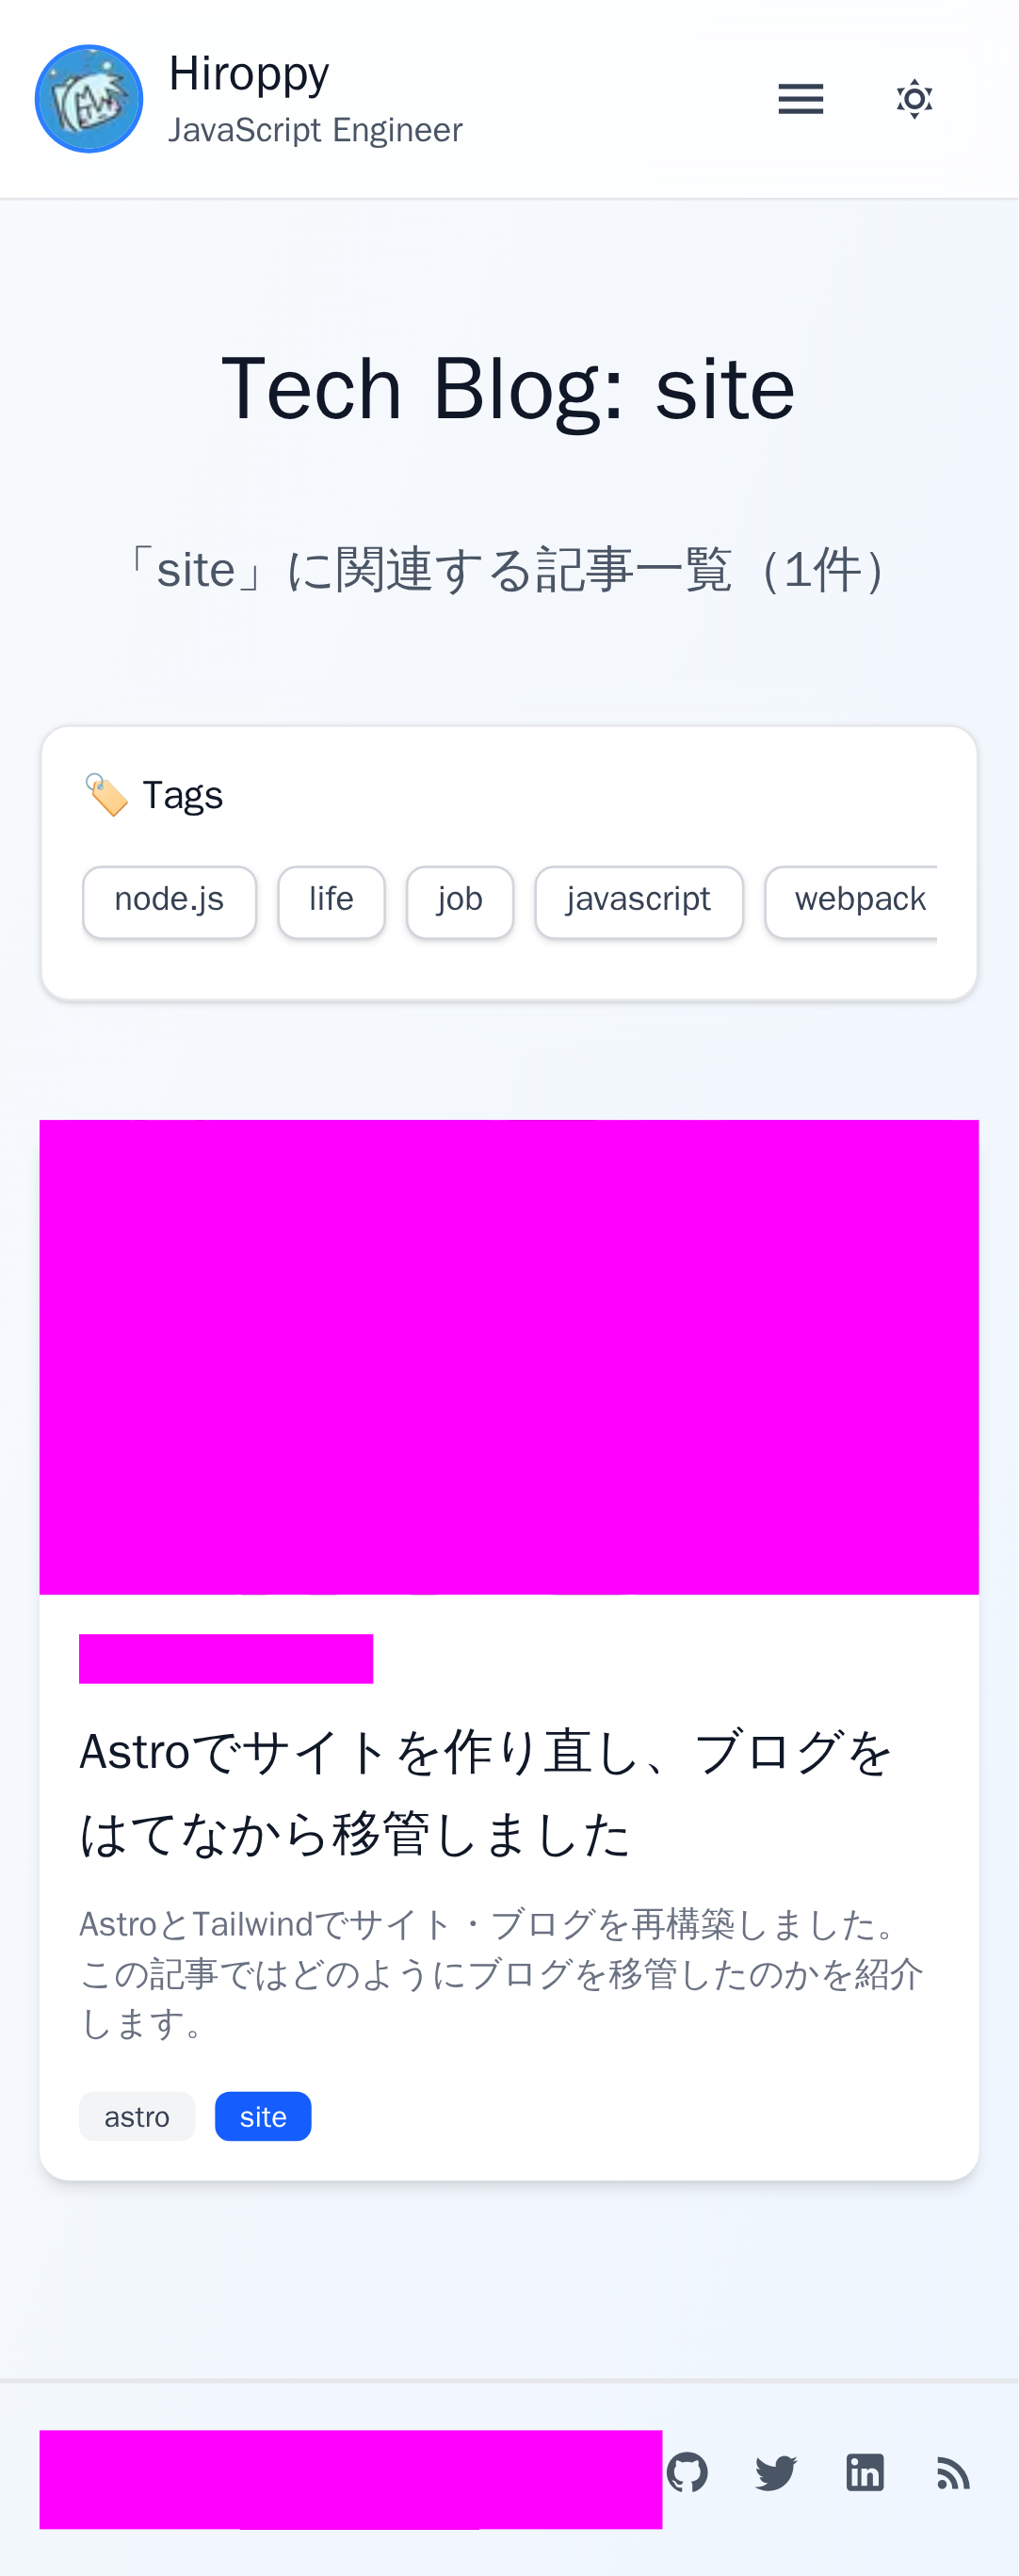 Hiroppy
JavaScript Engineer
Tech Blog: site
「site」に関連する記事一覧（1件）
🏷️ Tags
node.js life job javascript webpack
Astroでサイトを作り直し、ブログを
はてなから移管しました
AstroとTailwindでサイト・ブログを再構築しました。
この記事ではどのようにブログを移管したのかを紹介
します。
astro site